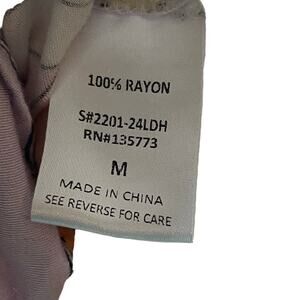 100% RAYON
S#2201-24LDH
RN#135773
M
MADE IN CHINA
SEE REVERSE FOR CARE